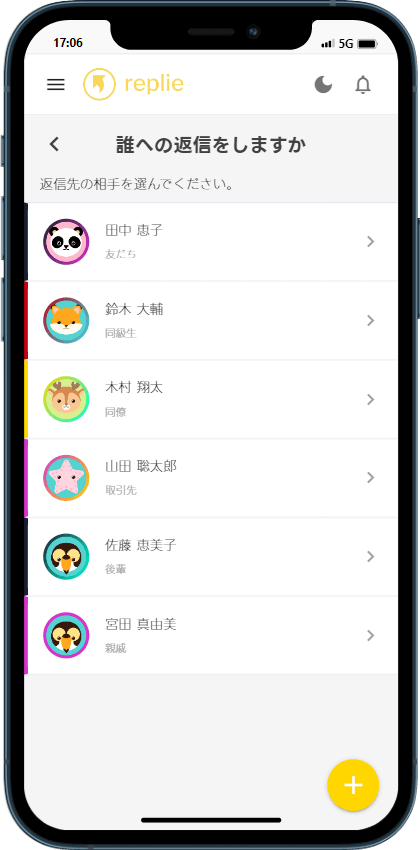 17:06
5G
replie
誰への返信をしますか
返信先の相手を選んでください。
田中 恵子
友だち
鈴木 大輔
同級生
木村 翔太
同僚
山田 聡太郎
取引先
佐藤 恵美子
後輩
宮田 真由美
親戚